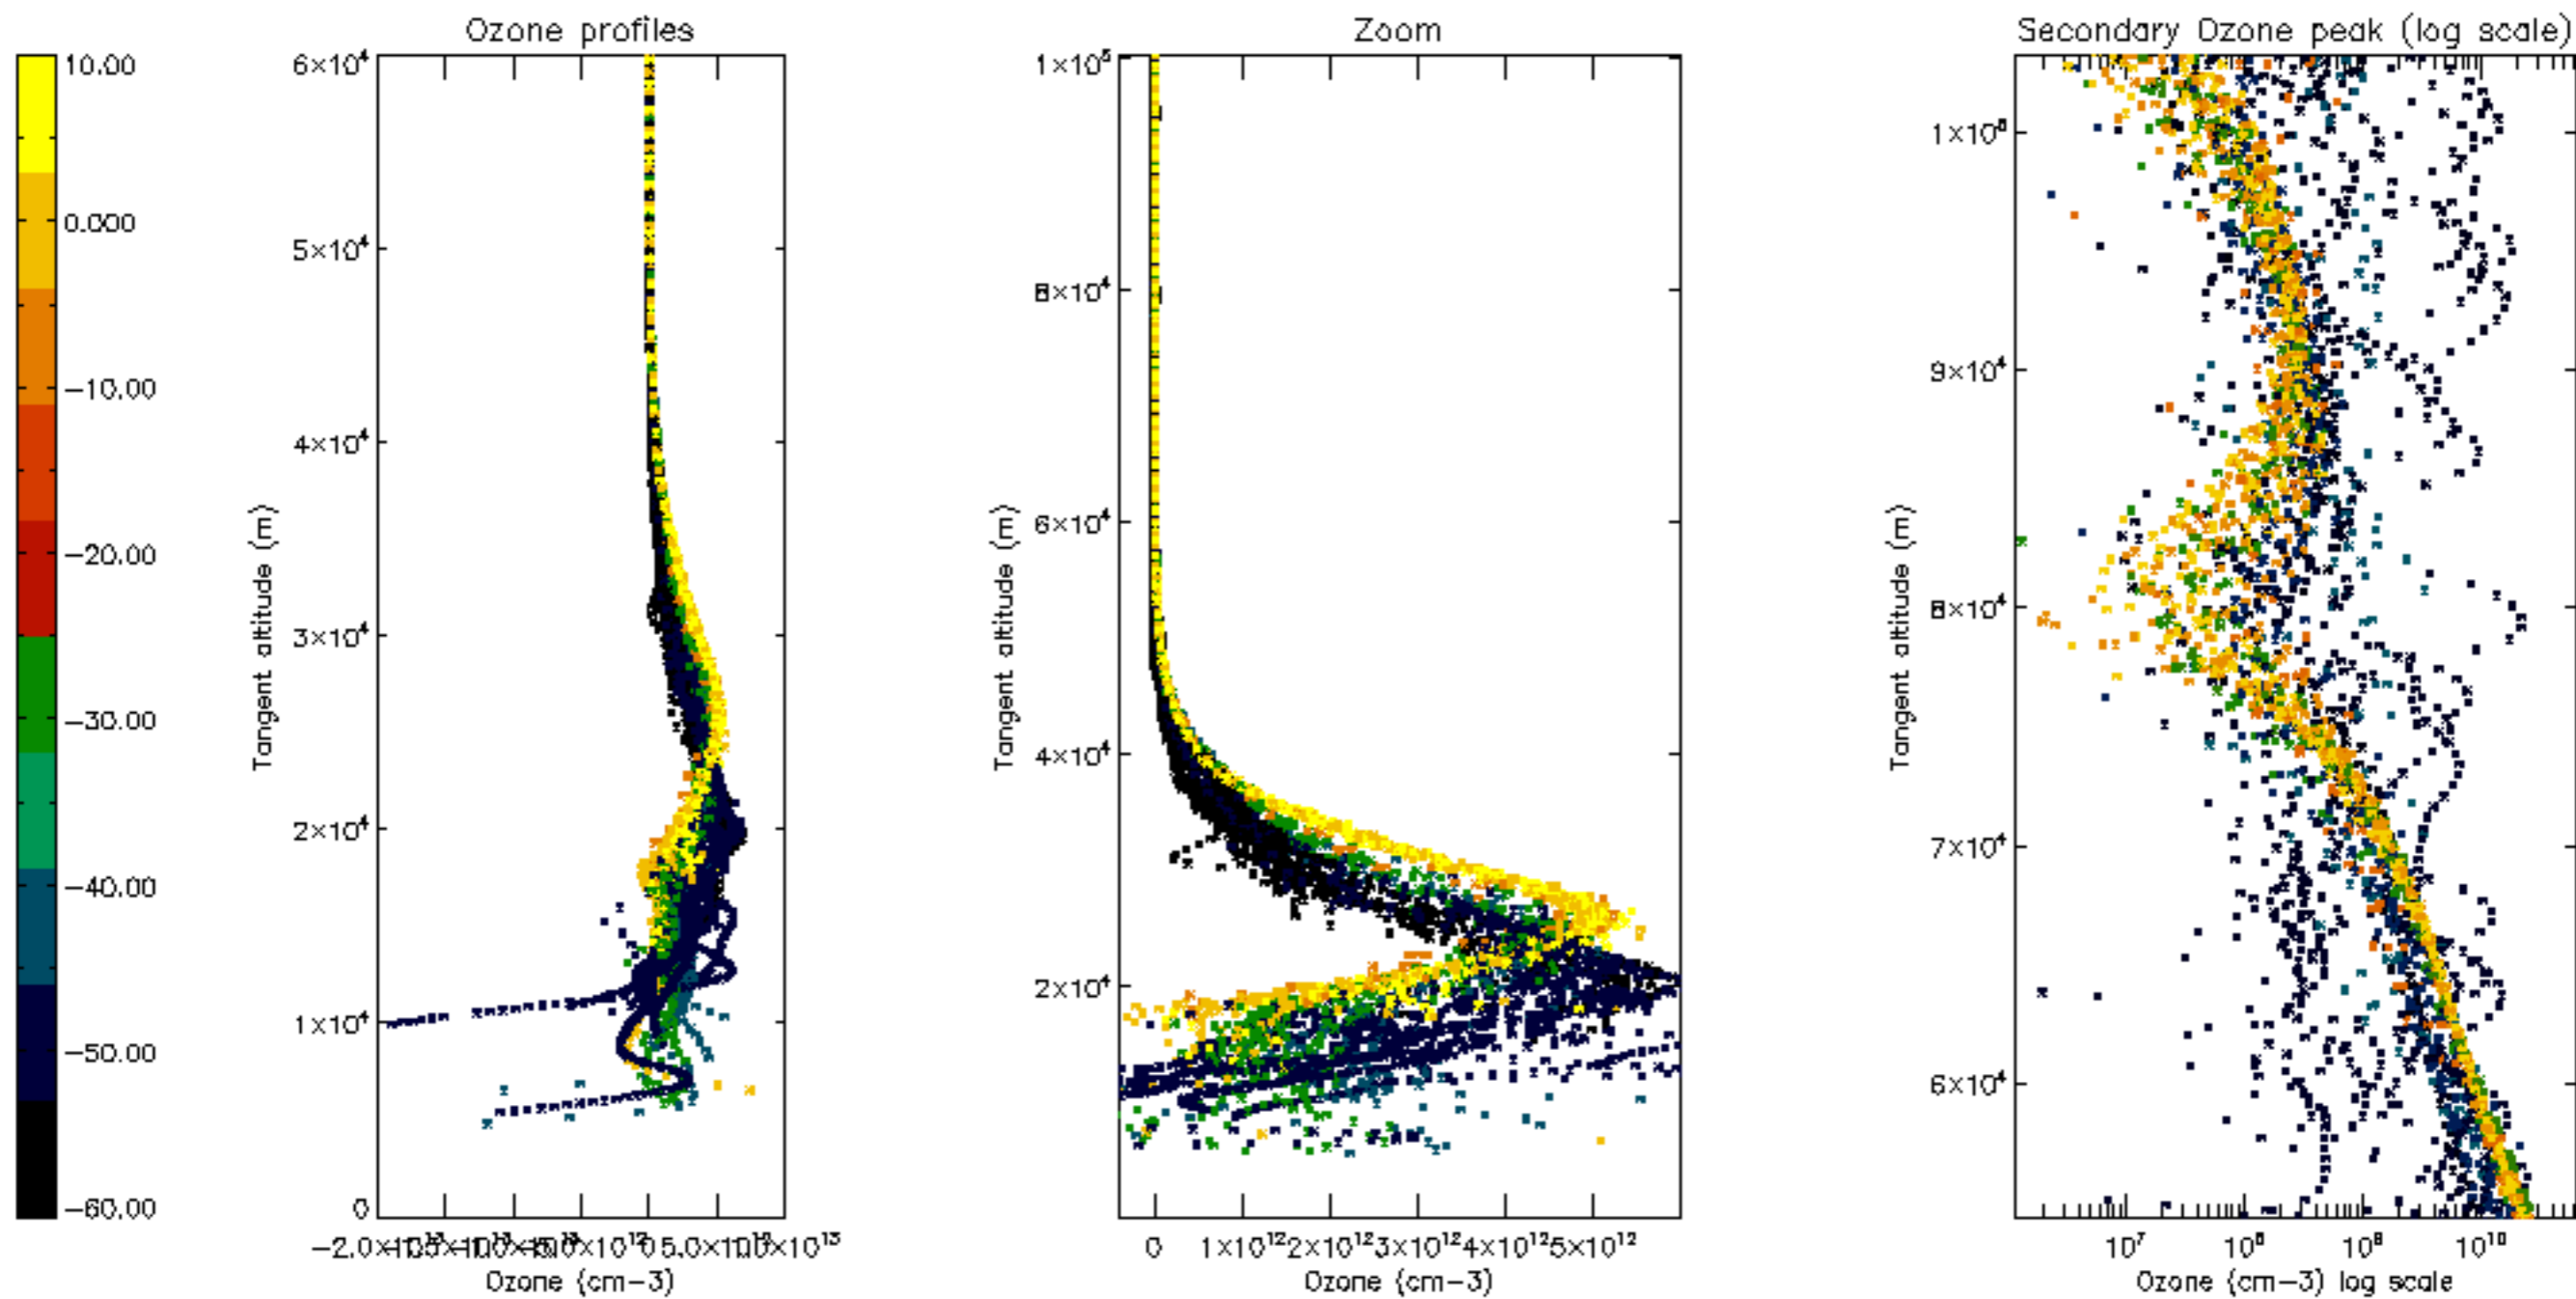 Ozone profiles
Zoom
Secondary Ozone peak (log scale)
10.00
0.000
−10.00
−20.00
−30.00
−40.00
−50.00
−60.00
6×10⁴
5×10⁴
4×10⁴
3×10⁴
2×10⁴
1×10⁴
0
Tangent altitude (m)
Ozone (cm−3)
1×10⁵
8×10⁴
6×10⁴
4×10⁴
2×10⁴
Tangent altitude (m)
0 1×10¹² 2×10¹² 3×10¹² 4×10¹² 5×10¹²
Ozone (cm−3)
9×10⁴
8×10⁴
7×10⁴
6×10⁴
Tangent altitude (m)
10⁷ 10⁸ 10⁹ 10¹⁰
Ozone (cm−3) log scale